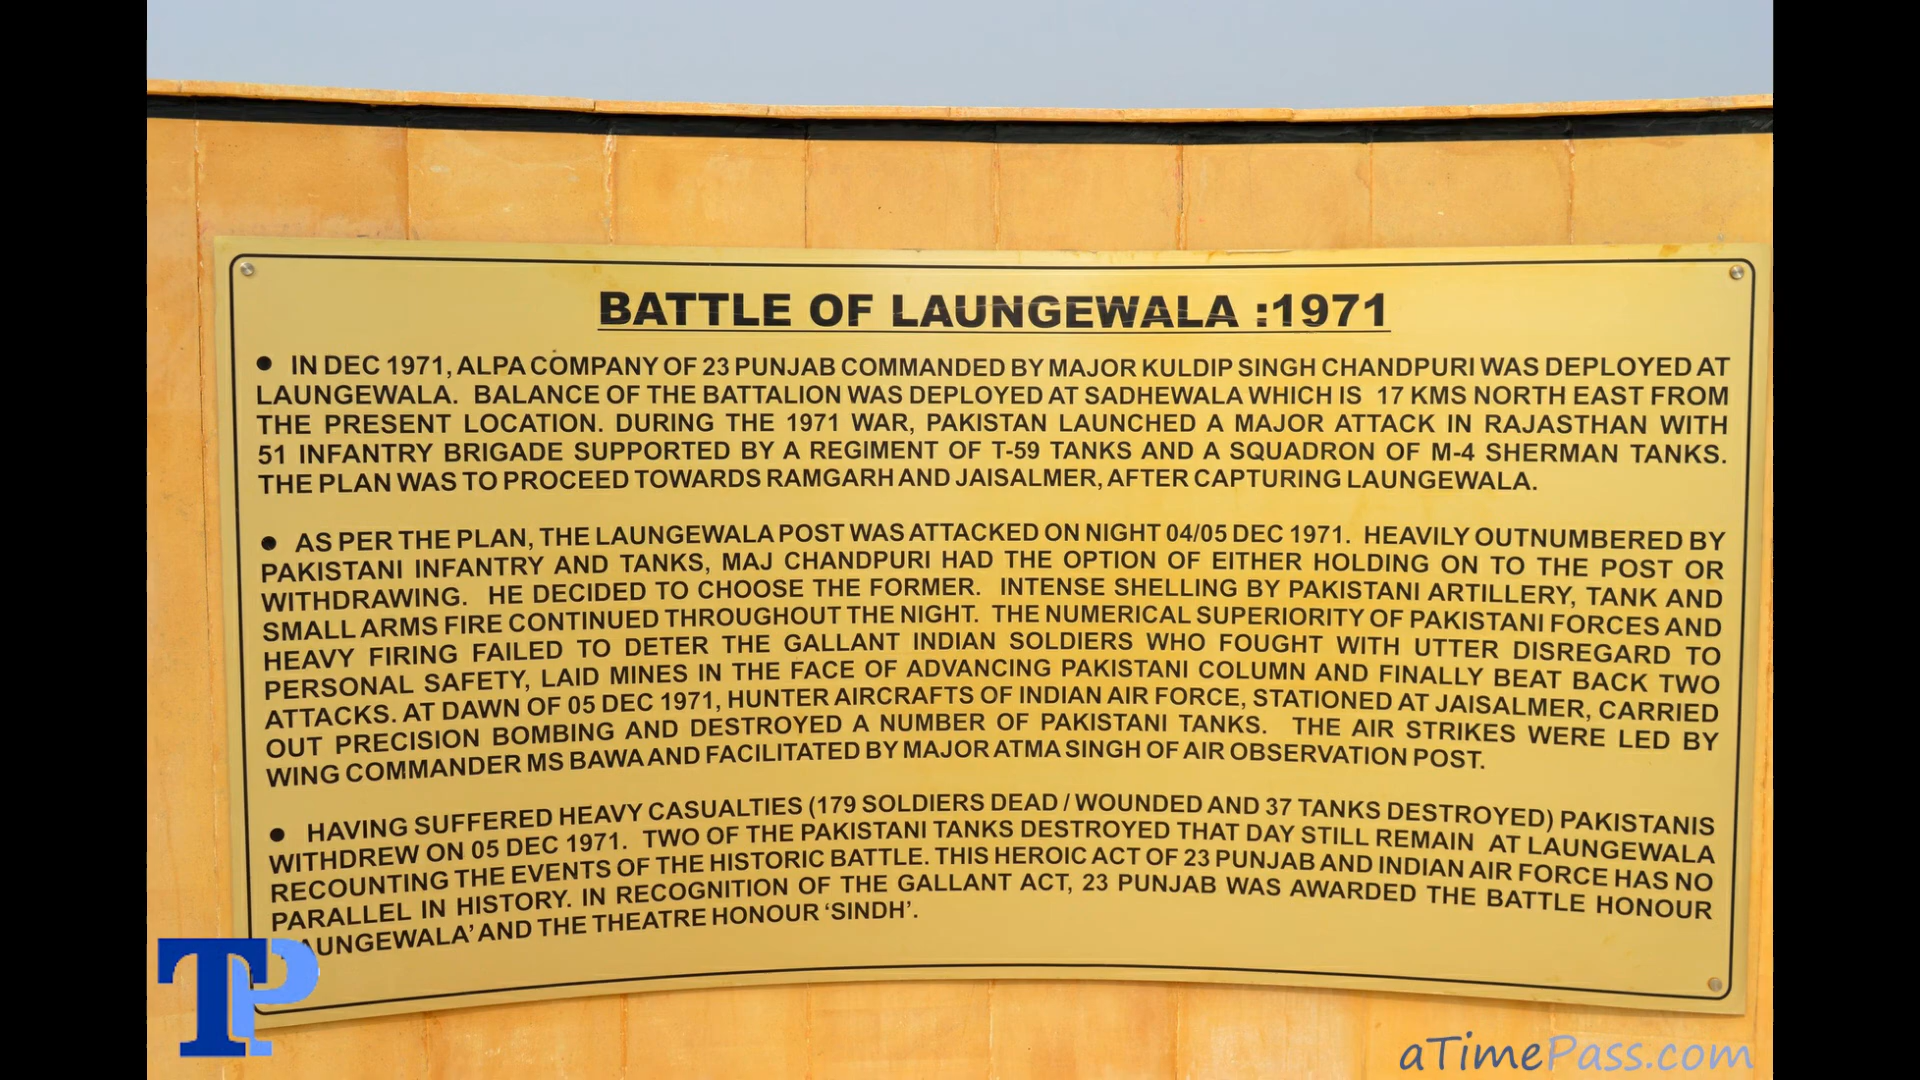 BATTLE OF LAUNGEWALA :1971
● IN DEC 1971, ALPA COMPANY OF 23 PUNJAB COMMANDED BY MAJOR KULDIP SINGH CHANDPURI WAS DEPLOYED AT
LAUNGEWALA. BALANCE OF THE BATTALION WAS DEPLOYED AT SADHEWALA WHICH IS 17 KMS NORTH EAST FROM
THE PRESENT LOCATION. DURING THE 1971 WAR, PAKISTAN LAUNCHED A MAJOR ATTACK IN RAJASTHAN WITH
51 INFANTRY BRIGADE SUPPORTED BY A REGIMENT OF T-59 TANKS AND A SQUADRON OF M-4 SHERMAN TANKS.
THE PLAN WAS TO PROCEED TOWARDS RAMGARH AND JAISALMER, AFTER CAPTURING LAUNGEWALA.
● AS PER THE PLAN, THE LAUNGEWALA POST WAS ATTACKED ON NIGHT 04/05 DEC 1971. HEAVILY OUTNUMBERED BY
PAKISTANI INFANTRY AND TANKS, MAJ CHANDPURI HAD THE OPTION OF EITHER HOLDING ON TO THE POST OR
WITHDRAWING. HE DECIDED TO CHOOSE THE FORMER. INTENSE SHELLING BY PAKISTANI ARTILLERY, TANK AND
SMALL ARMS FIRE CONTINUED THROUGHOUT THE NIGHT. THE NUMERICAL SUPERIORITY OF PAKISTANI FORCES AND
HEAVY FIRING FAILED TO DETER THE GALLANT INDIAN SOLDIERS WHO FOUGHT WITH UTTER DISREGARD TO
PERSONAL SAFETY, LAID MINES IN THE FACE OF ADVANCING PAKISTANI COLUMN AND FINALLY BEAT BACK TWO
ATTACKS. AT DAWN OF 05 DEC 1971, HUNTER AIRCRAFTS OF INDIAN AIR FORCE, STATIONED AT JAISALMER, CARRIED
OUT PRECISION BOMBING AND DESTROYED A NUMBER OF PAKISTANI TANKS. THE AIR STRIKES WERE LED BY
WING COMMANDER MS BAWA AND FACILITATED BY MAJOR ATMA SINGH OF AIR OBSERVATION POST.
● HAVING SUFFERED HEAVY CASUALTIES (179 SOLDIERS DEAD / WOUNDED AND 37 TANKS DESTROYED) PAKISTANIS
WITHDREW ON 05 DEC 1971. TWO OF THE PAKISTANI TANKS DESTROYED THAT DAY STILL REMAIN AT LAUNGEWALA
RECOUNTING THE EVENTS OF THE HISTORIC BATTLE. THIS HEROIC ACT OF 23 PUNJAB AND INDIAN AIR FORCE HAS NO
PARALLEL IN HISTORY. IN RECOGNITION OF THE GALLANT ACT, 23 PUNJAB WAS AWARDED THE BATTLE HONOUR
AUNGEWALA' AND THE THEATRE HONOUR ‘SINDH’.
TP
aTimePass.com